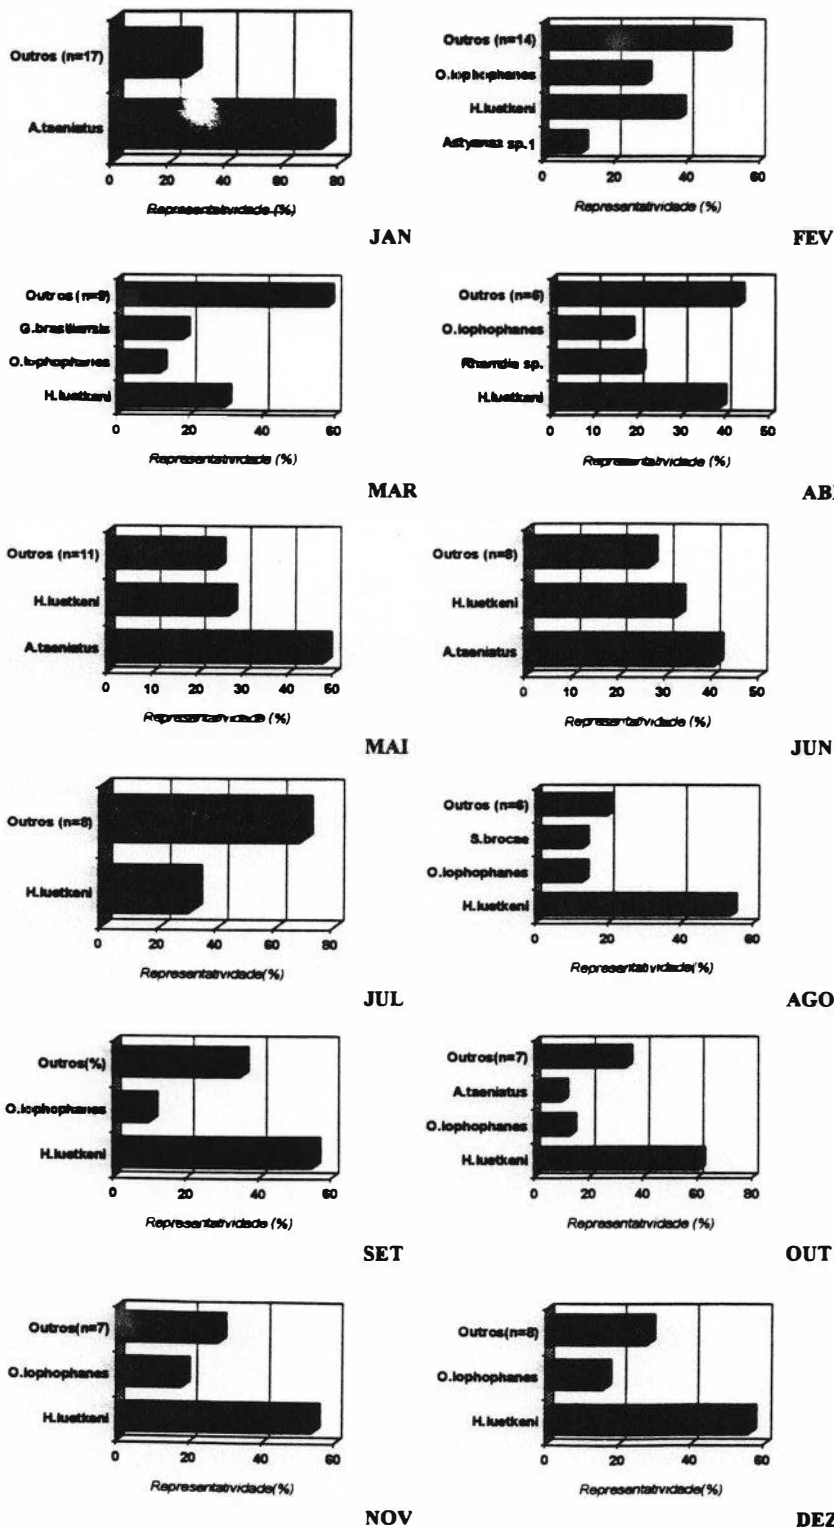 Outros (n=17)
A.taeniatus
0 20 40 60 80
Representatividade (%)
JAN
Outros (n=14)
O.lophophanes
H.luetkeni
Astyanax sp.1
0 20 40 60
Representatividade (%)
FEV
Outros (n=9)
G.brasiliensis
O.lophophanes
H.luetkeni
0 20 40 60
Representatividade (%)
MAR
Outros (n=6)
O.lophophanes
Rhamdia sp.
H.luetkeni
0 10 20 30 40 50
Representatividade (%)
ABI
Outros (n=11)
H.luetkeni
A.taeniatus
0 10 20 30 40 50
Representatividade (%)
MAI
Outros (n=8)
H.luetkeni
A.taeniatus
0 10 20 30 40 50
Representatividade (%)
JUN
Outros (n=8)
H.luetkeni
0 20 40 60 80
Representatividade(%)
JUL
Outros (n=6)
S.brocae
O.lophophanes
H.luetkeni
0 20 40 60
Representatividade (%)
AGO
Outros(%)
O.lophophanes
H.luetkeni
0 20 40 60
Representatividade (%)
SET
Outros(n=7)
A.taeniatus
O.lophophanes
H.luetkeni
0 20 40 60 80
Representatividade (%)
OUT
Outros(n=7)
O.lophophanes
H.luetkeni
0 20 40 60
Representatividade(%)
NOV
Outros(n=8)
O.lophophanes
H.luetkeni
0 20 40 60
Representatividade (%)
DEZ